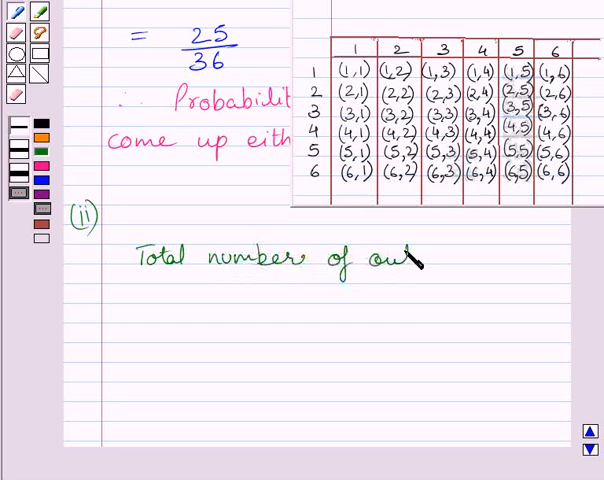 = 25/36
∴ Probabilit
come up eith
1 2 3 4 5 6
1 (1,1) (1,2) (1,3) (1,4) (1,5) (1,6)
2 (2,1) (2,2) (2,3) (2,4) (2,5) (2,6)
3 (3,1) (3,2) (3,3) (3,4) (3,5) (3,6)
4 (4,1) (4,2) (4,3) (4,4) (4,5) (4,6)
5 (5,1) (5,2) (5,3) (5,4) (5,5) (5,6)
6 (6,1) (6,2) (6,3) (6,4) (6,5) (6,6)
(ii)
Total number of out